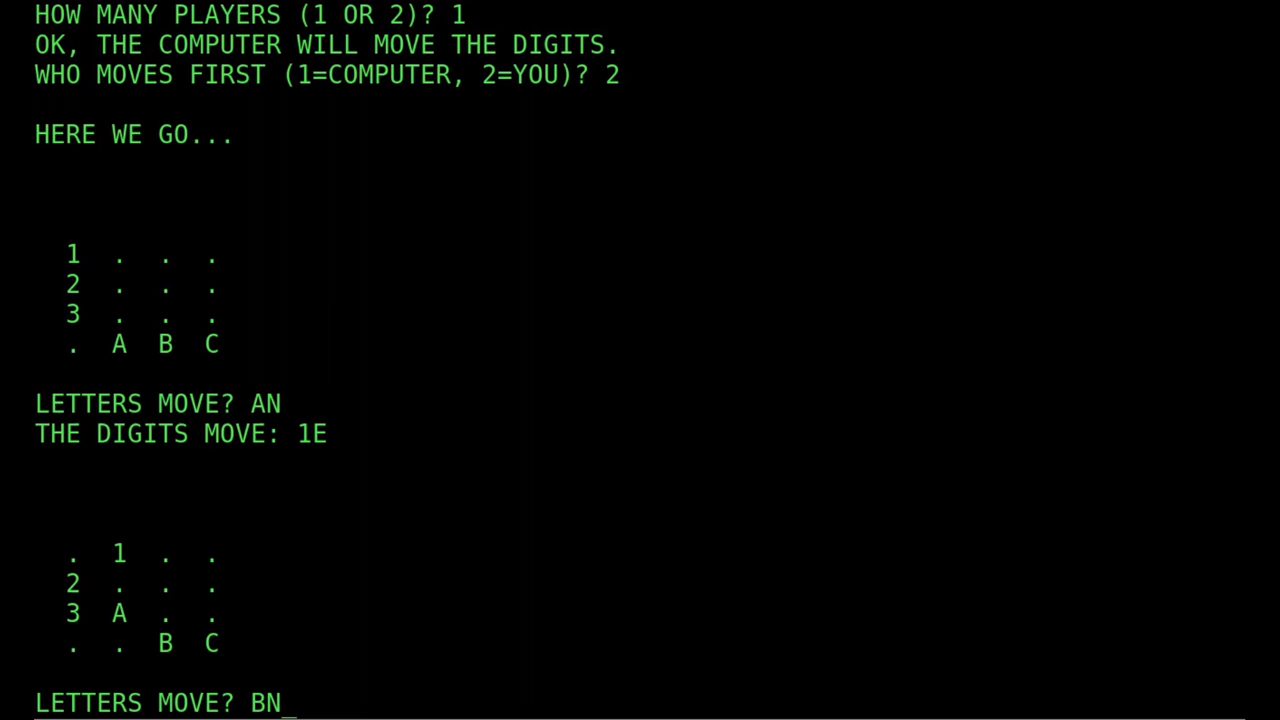 HOW MANY PLAYERS (1 OR 2)? 1
OK, THE COMPUTER WILL MOVE THE DIGITS.
WHO MOVES FIRST (1=COMPUTER, 2=YOU)? 2
HERE WE GO...
1 . . .
2 . . .
3 . . .
. A B C
LETTERS MOVE? AN
THE DIGITS MOVE: 1E
. 1 . .
2 . . .
3 A . .
. . B C
LETTERS MOVE? BN_